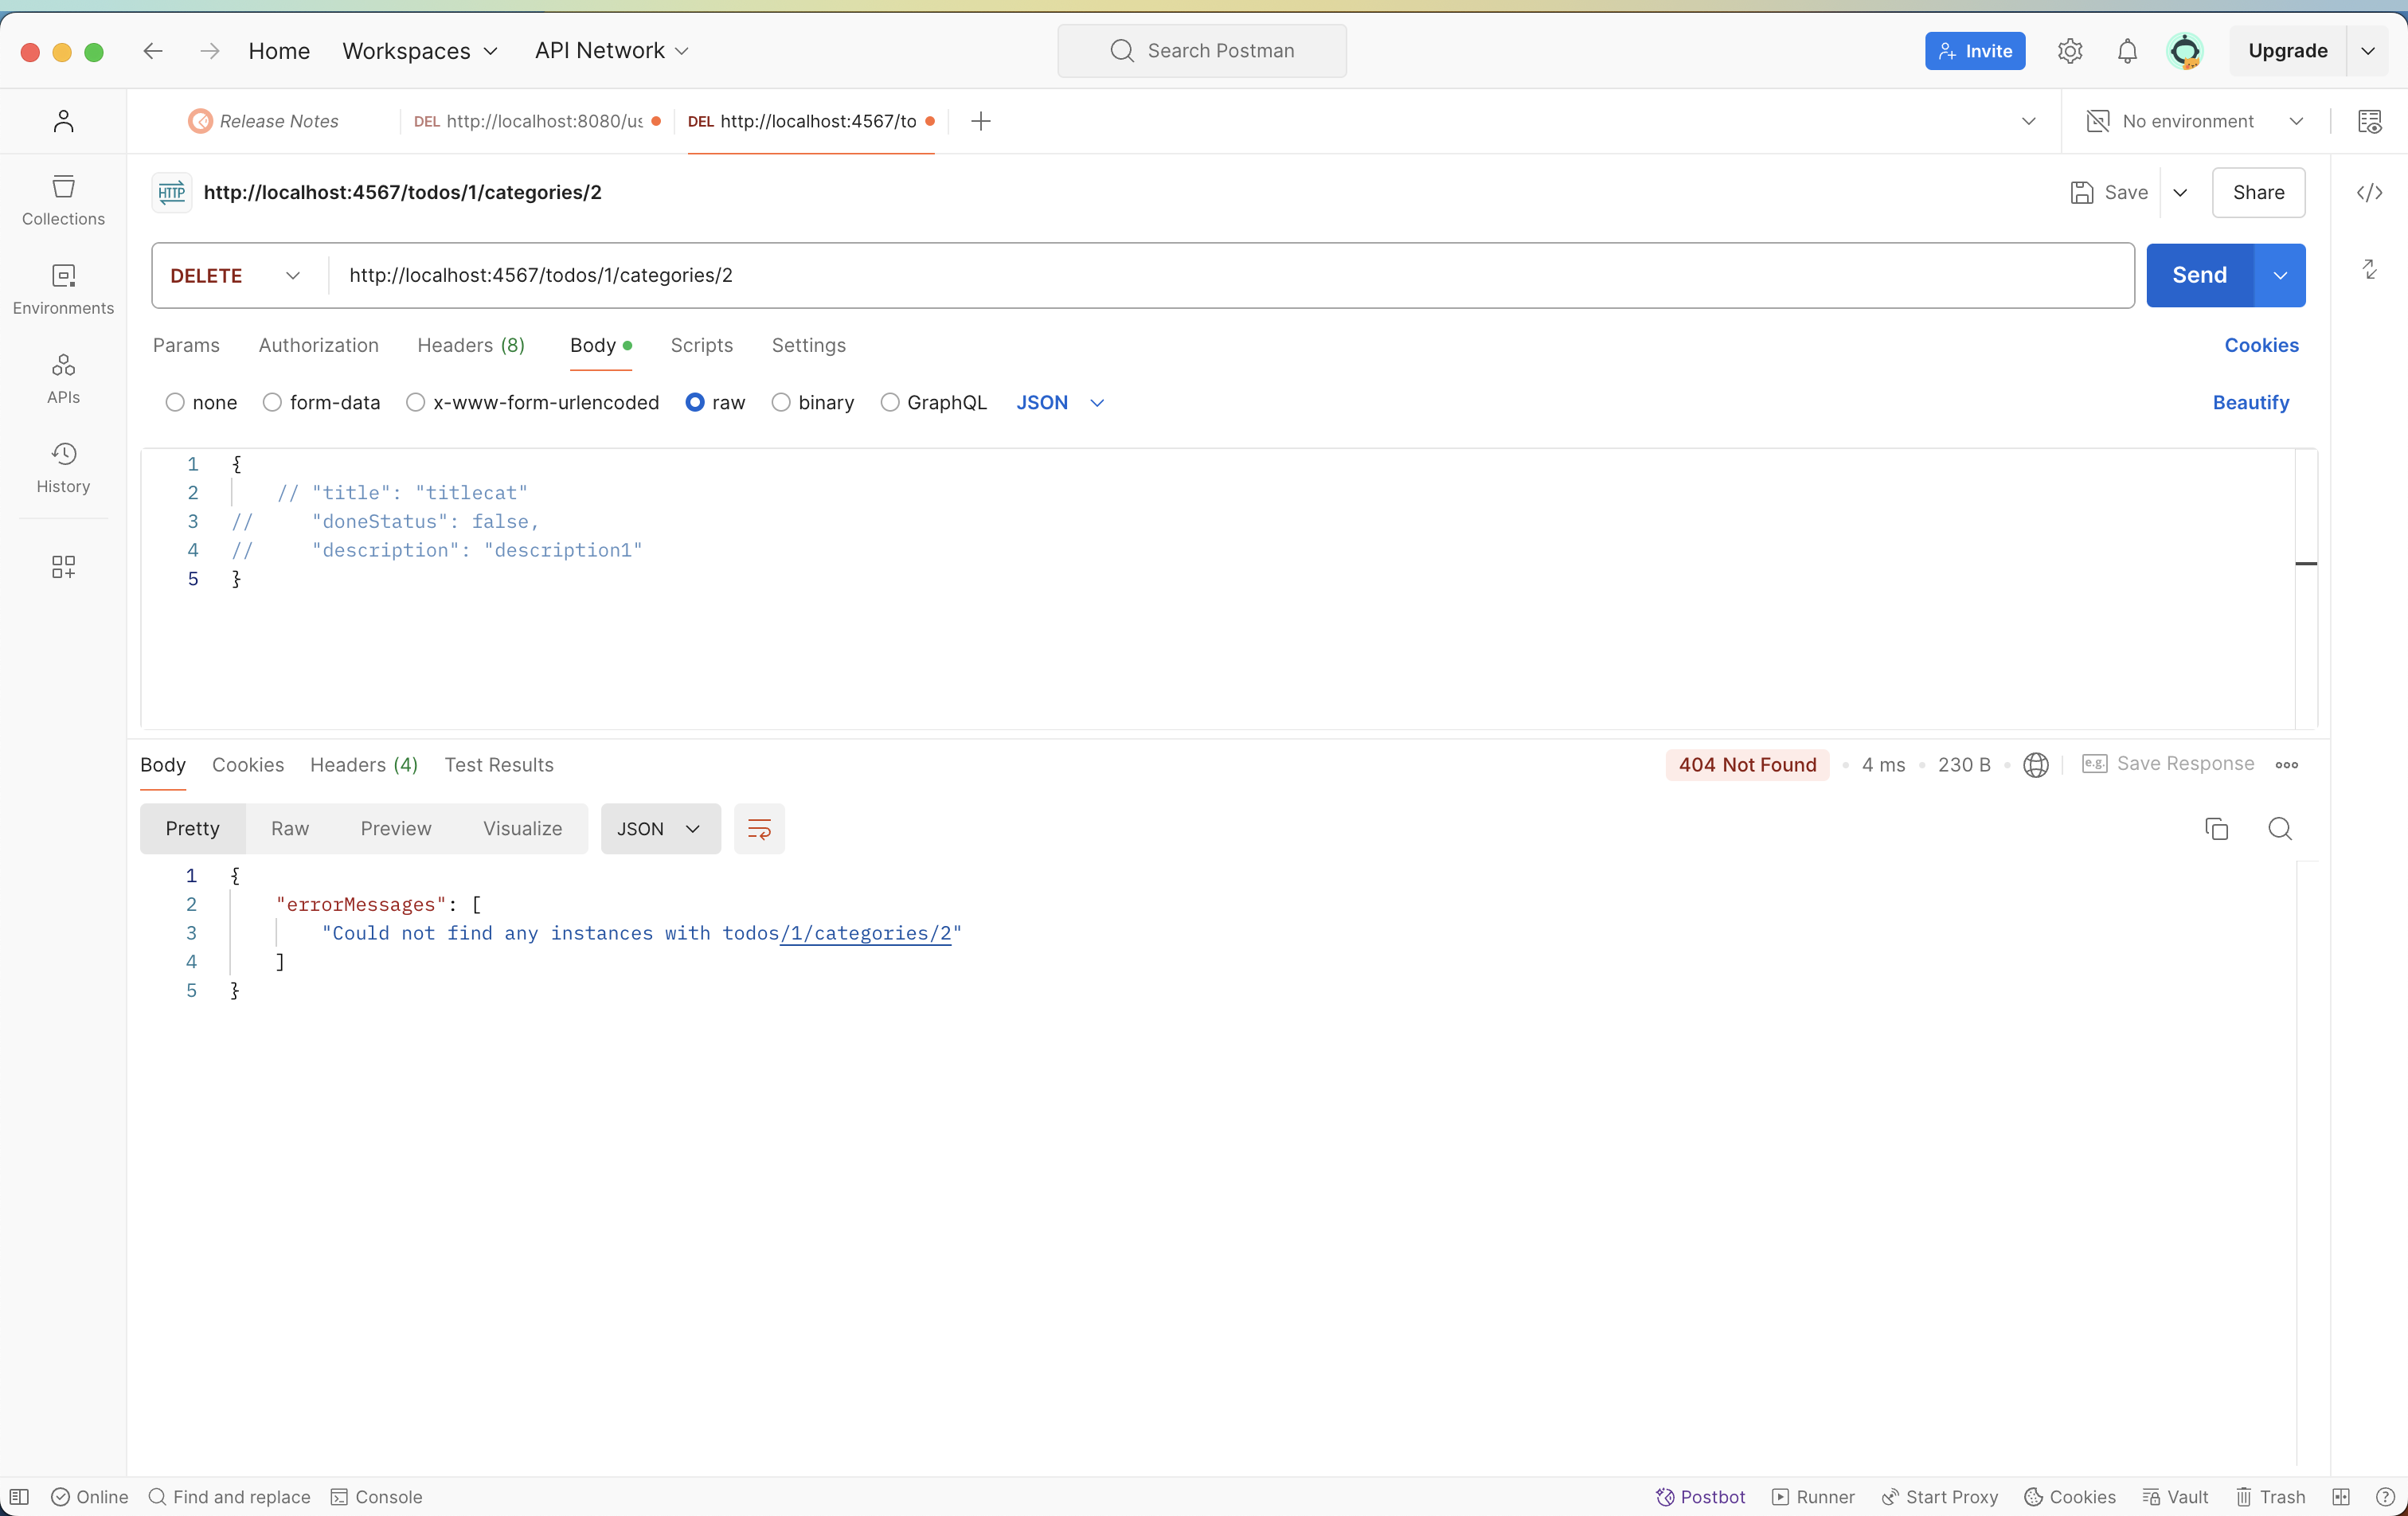 Home Workspaces API Network Search Postman Invite Upgrade
Release Notes DEL http://localhost:8080/us DEL http://localhost:4567/to No environment
HTTP http://localhost:4567/todos/1/categories/2 Save Share
Collections
DELETE http://localhost:4567/todos/1/categories/2 Send
Environments
Params Authorization Headers (8) Body Scripts Settings Cookies
APIs
none form-data x-www-form-urlencoded raw binary GraphQL JSON Beautify
History
1 {
2 // "title": "titlecat"
3 // "doneStatus": false,
4 // "description": "description1"
5 }
Body Cookies Headers (4) Test Results 404 Not Found 4 ms 230 B e.g. Save Response
Pretty Raw Preview Visualize JSON
1 {
2 "errorMessages": [
3 "Could not find any instances with todos/1/categories/2"
4 ]
5 }
Online Find and replace Console Postbot Runner Start Proxy Cookies Vault Trash